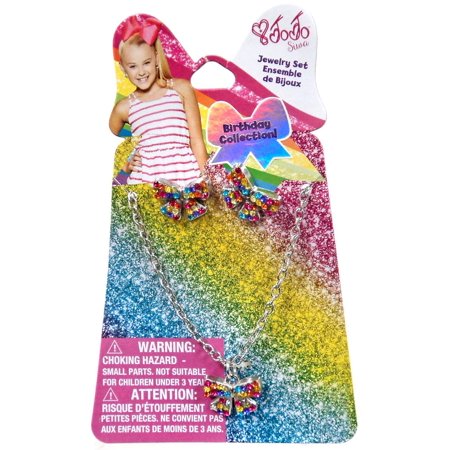 JoJo
Siwa
Jewelry Set
Ensemble
de Bijoux
Birthday
Collection!
WARNING:
CHOKING HAZARD -
SMALL PARTS. NOT SUITABLE
FOR CHILDREN UNDER 3 YEARS
ATTENTION:
RISQUE D'ÉTOUFFEMENT
PETITES PIÈCES. NE CONVIENT PAS
AUX ENFANTS DE MOINS DE 3 ANS.